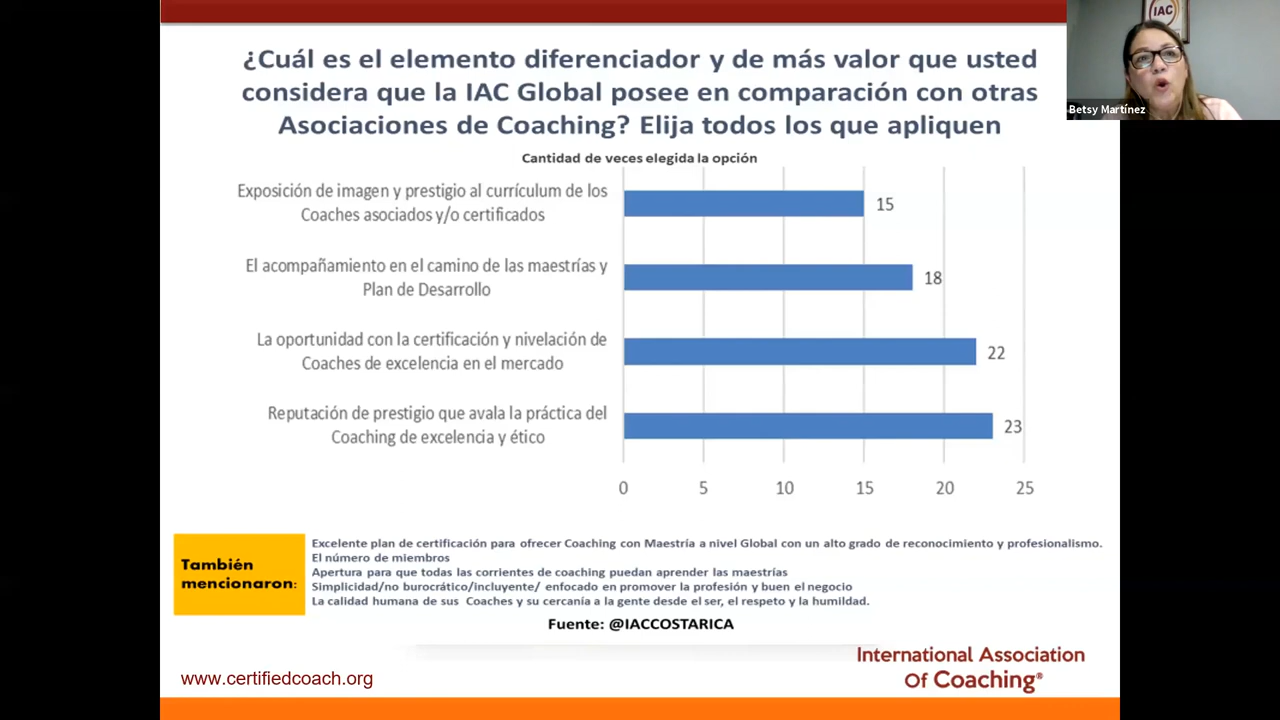 ¿Cuál es el elemento diferenciador y de más valor que usted
considera que la IAC Global posee en comparación con otras
Asociaciones de Coaching? Elija todos los que apliquen
IAC
Betsy Martínez
Cantidad de veces elegida la opción
Exposición de imagen y prestigio al currículum de los
Coaches asociados y/o certificados
15
El acompañamiento en el camino de las maestrías y
Plan de Desarrollo
18
La oportunidad con la certificación y nivelación de
Coaches de excelencia en el mercado
22
Reputación de prestigio que avala la práctica del
Coaching de excelencia y ético
23
0 5 10 15 20 25
También
mencionaron:
Excelente plan de certificación para ofrecer Coaching con Maestría a nivel Global con un alto grado de reconocimiento y profesionalismo.
El número de miembros
Apertura para que todas las corrientes de coaching puedan aprender las maestrías
Simplicidad/no burocrático/incluyente/ enfocado en promover la profesión y buen el negocio
La calidad humana de sus Coaches y su cercanía a la gente desde el ser, el respeto y la humildad.
Fuente: @IACCOSTARICA
www.certifiedcoach.org
International Association
Of Coaching®